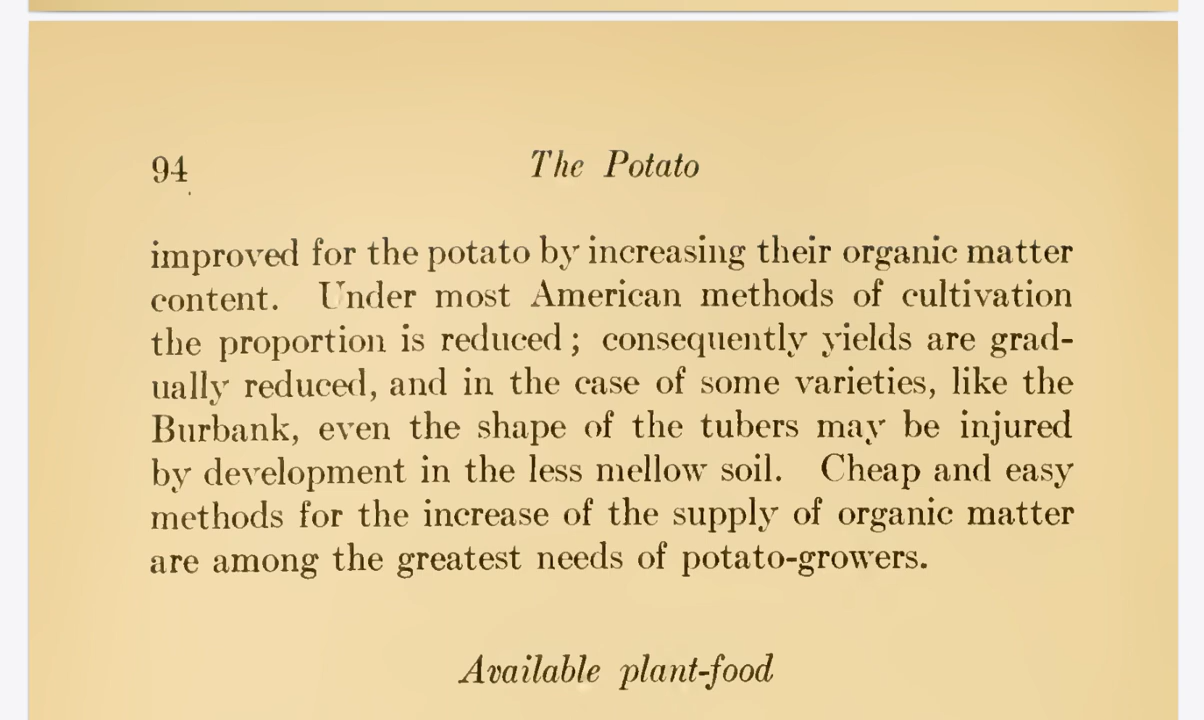 94 The Potato
improved for the potato by increasing their organic matter
content. Under most American methods of cultivation
the proportion is reduced; consequently yields are grad-
ually reduced, and in the case of some varieties, like the
Burbank, even the shape of the tubers may be injured
by development in the less mellow soil. Cheap and easy
methods for the increase of the supply of organic matter
are among the greatest needs of potato-growers.
Available plant-food